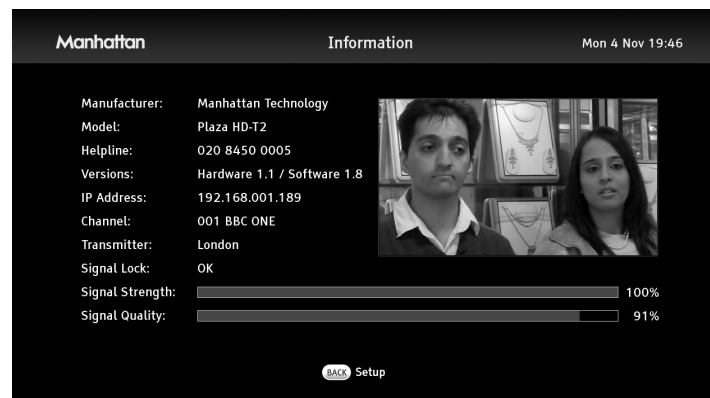 Manhattan Information Mon 4 Nov 19:46
Manufacturer: Manhattan Technology
Model: Plaza HD-T2
Helpline: 020 8450 0005
Versions: Hardware 1.1 / Software 1.8
IP Address: 192.168.001.189
Channel: 001 BBC ONE
Transmitter: London
Signal Lock: OK
Signal Strength: 100%
Signal Quality: 91%
BACK Setup